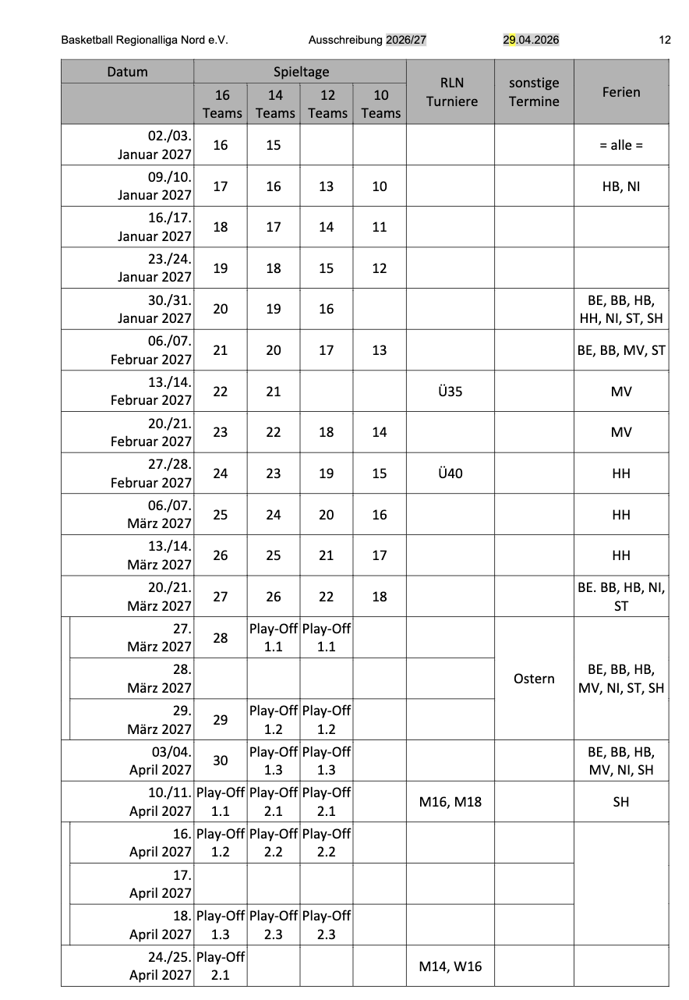 Basketball Regionalliga Nord e.V. Ausschreibung 2026/27 29.04.2026 12
Datum Spieltage RLN Turniere sonstige Termine Ferien
16 Teams 14 Teams 12 Teams 10 Teams
02./03. Januar 2027 16 15 = alle =
09./10. Januar 2027 17 16 13 10 HB, NI
16./17. Januar 2027 18 17 14 11
23./24. Januar 2027 19 18 15 12
30./31. Januar 2027 20 19 16 BE, BB, HB, HH, NI, ST, SH
06./07. Februar 2027 21 20 17 13 BE, BB, MV, ST
13./14. Februar 2027 22 21 Ü35 MV
20./21. Februar 2027 23 22 18 14 MV
27./28. Februar 2027 24 23 19 15 Ü40 HH
06./07. März 2027 25 24 20 16 HH
13./14. März 2027 26 25 21 17 HH
20./21. März 2027 27 26 22 18 BE. BB, HB, NI, ST
27. März 2027 28 Play-Off 1.1 Play-Off 1.1
28. März 2027 Ostern BE, BB, HB, MV, NI, ST, SH
29. März 2027 29 Play-Off 1.2 Play-Off 1.2
03/04. April 2027 30 Play-Off 1.3 Play-Off 1.3 BE, BB, HB, MV, NI, SH
10./11. April 2027 Play-Off 1.1 Play-Off 2.1 Play-Off 2.1 M16, M18 SH
16. April 2027 Play-Off 1.2 Play-Off 2.2 Play-Off 2.2
17. April 2027
18. April 2027 Play-Off 1.3 Play-Off 2.3 Play-Off 2.3
24./25. April 2027 Play-Off 2.1 M14, W16